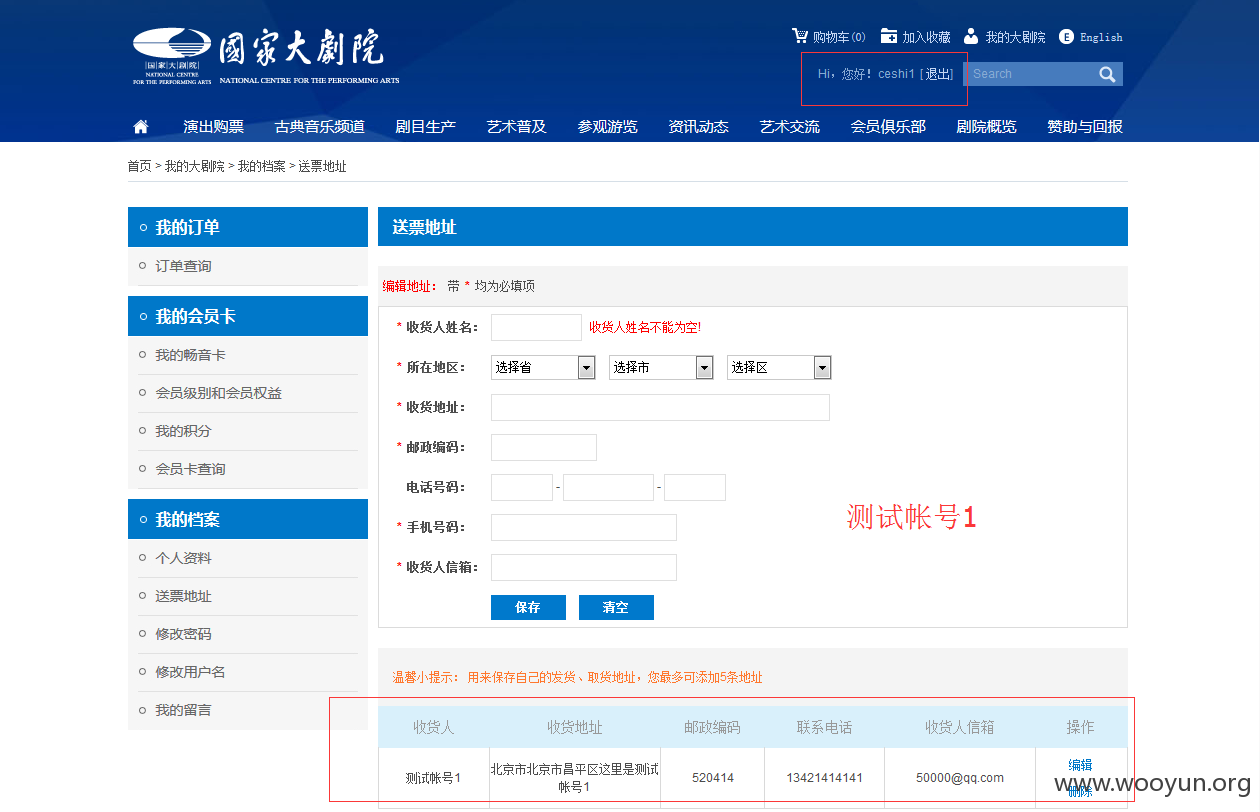 國家大劇院
國家大劇院
NATIONAL CENTRE
FOR THE PERFORMING ARTS
NATIONAL CENTRE FOR THE PERFORMING ARTS
购物车(0) 加入收藏 我的大剧院 E English
Hi，您好！ceshi1 [退出] Search
演出购票 古典音乐频道 剧目生产 艺术普及 参观游览 资讯动态 艺术交流 会员俱乐部 剧院概览 赞助与回报
首页 > 我的大剧院 > 我的档案 > 送票地址
我的订单
订单查询
我的会员卡
我的畅音卡
会员级别和会员权益
我的积分
会员卡查询
我的档案
个人资料
送票地址
修改密码
修改用户名
我的留言
送票地址
编辑地址： 带 * 均为必填项
* 收货人姓名： 收货人姓名不能为空!
* 所在地区： 选择省 选择市 选择区
* 收货地址：
* 邮政编码：
电话号码： - -
* 手机号码：
* 收货人信箱：
保存 清空
测试帐号1
温馨小提示： 用来保存自己的发货、取货地址，您最多可添加5条地址
收货人 收货地址 邮政编码 联系电话 收货人信箱 操作
测试帐号1 北京市北京市昌平区这里是测试帐号1 520414 13421414141 50000@qq.com 编辑
删除
www.wooyun.org